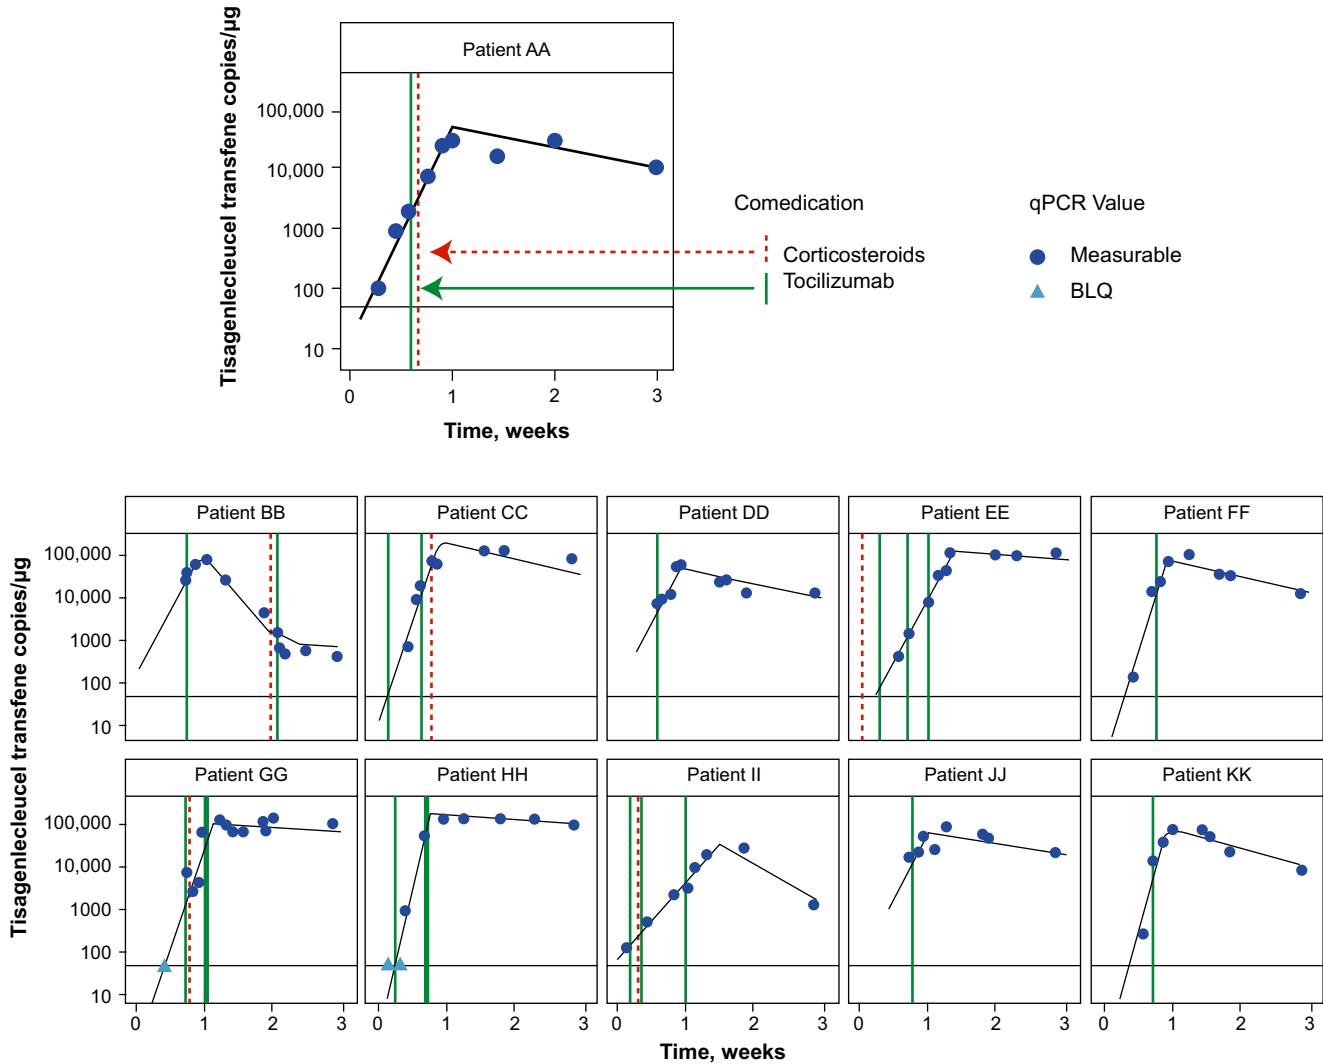 Tisagenlecleucel transfene copies/µg
Patient AA
100,000
10,000
1000
100
10
0 1 2 3
Time, weeks
Comedication
Corticosteroids
Tocilizumab
qPCR Value
Measurable
BLQ
Tisagenlecleucel transfene copies/µg
Patient BB
Patient CC
Patient DD
Patient EE
Patient FF
100,000
10,000
1000
100
10
Patient GG
Patient HH
Patient II
Patient JJ
Patient KK
100,000
10,000
1000
100
10
0 1 2 3
0 1 2 3
0 1 2 3
0 1 2 3
0 1 2 3
Time, weeks